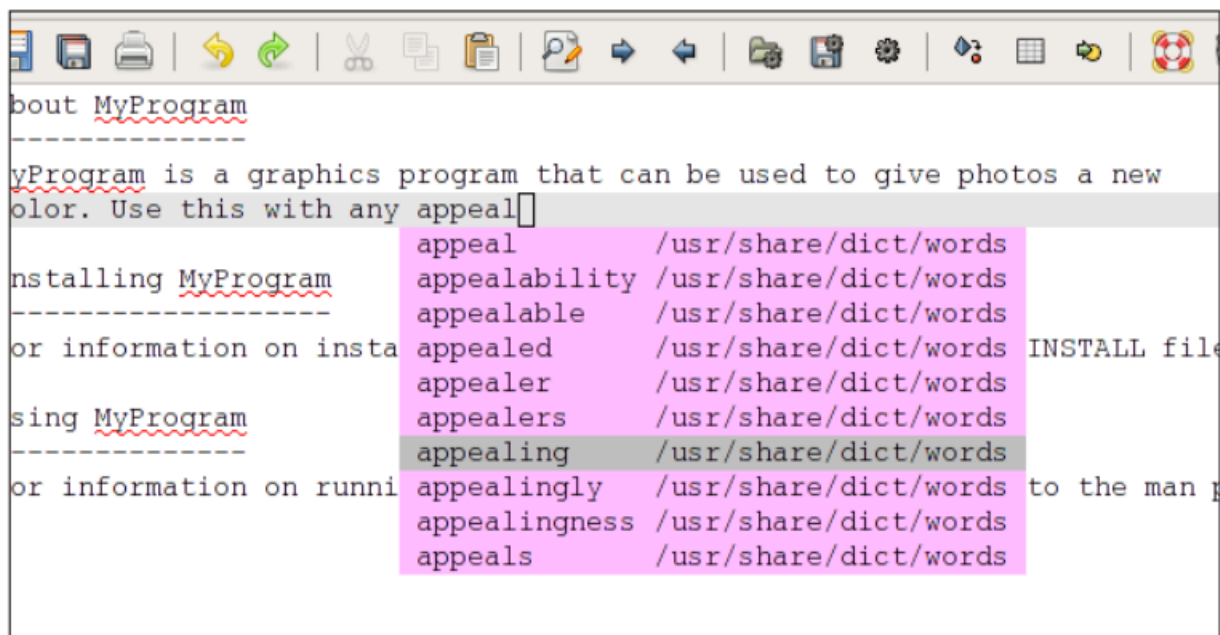 bout MyProgram
--------------
yProgram is a graphics program that can be used to give photos a new
olor. Use this with any appeal
appeal /usr/share/dict/words
nstalling MyProgram appealability /usr/share/dict/words
------------------- appealable /usr/share/dict/words
or information on insta appealed /usr/share/dict/words INSTALL file
appealer /usr/share/dict/words
sing MyProgram appealers /usr/share/dict/words
-------------- appealing /usr/share/dict/words
or information on runni appealingly /usr/share/dict/words to the man p
appealingness /usr/share/dict/words
appeals /usr/share/dict/words